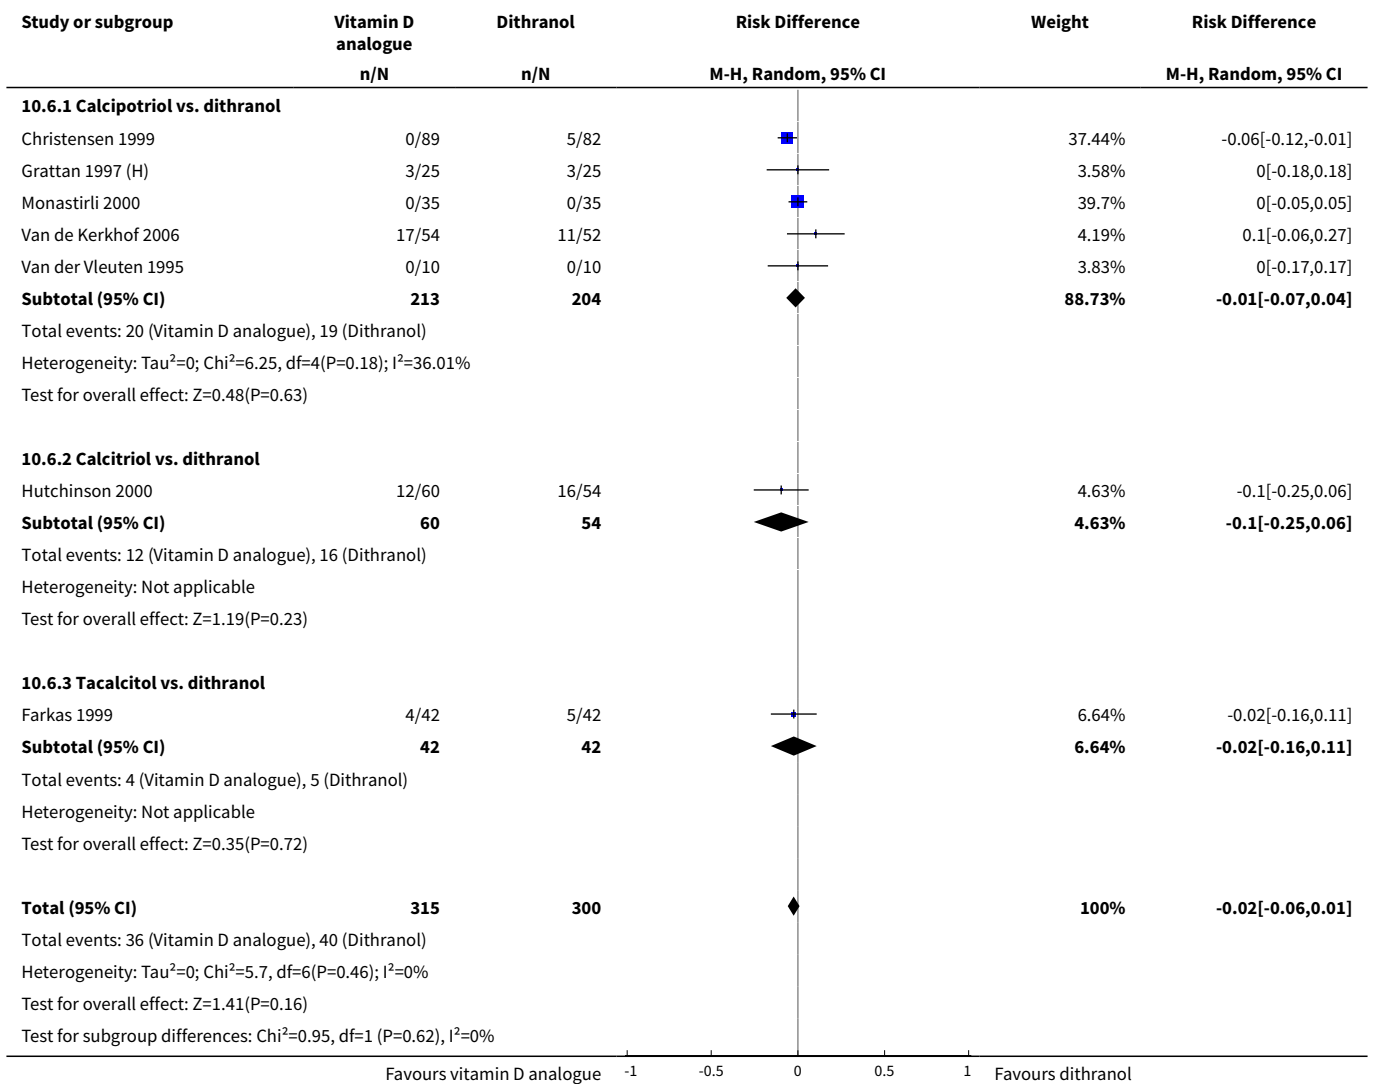 Study or subgroup Vitamin D analogue Dithranol Risk Difference Weight Risk Difference
n/N n/N M-H, Random, 95% CI M-H, Random, 95% CI
10.6.1 Calcipotriol vs. dithranol
Christensen 1999 0/89 5/82 37.44% -0.06[-0.12,-0.01]
Grattan 1997 (H) 3/25 3/25 3.58% 0[-0.18,0.18]
Monastirli 2000 0/35 0/35 39.7% 0[-0.05,0.05]
Van de Kerkhof 2006 17/54 11/52 4.19% 0.1[-0.06,0.27]
Van der Vleuten 1995 0/10 0/10 3.83% 0[-0.17,0.17]
Subtotal (95% CI) 213 204 88.73% -0.01[-0.07,0.04]
Total events: 20 (Vitamin D analogue), 19 (Dithranol)
Heterogeneity: Tau²=0; Chi²=6.25, df=4(P=0.18); I²=36.01%
Test for overall effect: Z=0.48(P=0.63)
10.6.2 Calcitriol vs. dithranol
Hutchinson 2000 12/60 16/54 4.63% -0.1[-0.25,0.06]
Subtotal (95% CI) 60 54 4.63% -0.1[-0.25,0.06]
Total events: 12 (Vitamin D analogue), 16 (Dithranol)
Heterogeneity: Not applicable
Test for overall effect: Z=1.19(P=0.23)
10.6.3 Tacalcitol vs. dithranol
Farkas 1999 4/42 5/42 6.64% -0.02[-0.16,0.11]
Subtotal (95% CI) 42 42 6.64% -0.02[-0.16,0.11]
Total events: 4 (Vitamin D analogue), 5 (Dithranol)
Heterogeneity: Not applicable
Test for overall effect: Z=0.35(P=0.72)
Total (95% CI) 315 300 100% -0.02[-0.06,0.01]
Total events: 36 (Vitamin D analogue), 40 (Dithranol)
Heterogeneity: Tau²=0; Chi²=5.7, df=6(P=0.46); I²=0%
Test for overall effect: Z=1.41(P=0.16)
Test for subgroup differences: Chi²=0.95, df=1 (P=0.62), I²=0%
Favours vitamin D analogue -1 -0.5 0 0.5 1 Favours dithranol